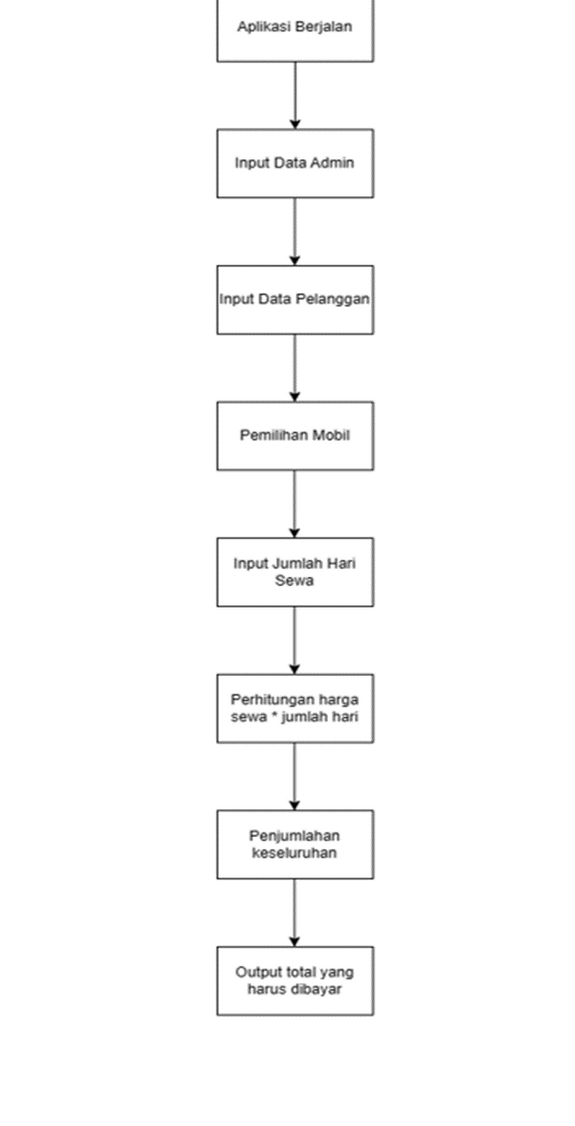 Aplikasi Berjalan
Input Data Admin
Input Data Pelanggan
Pemilihan Mobil
Input Jumlah Hari
Sewa
Perhitungan harga
sewa * jumlah hari
Penjumlahan
keseluruhan
Output total yang
harus dibayar